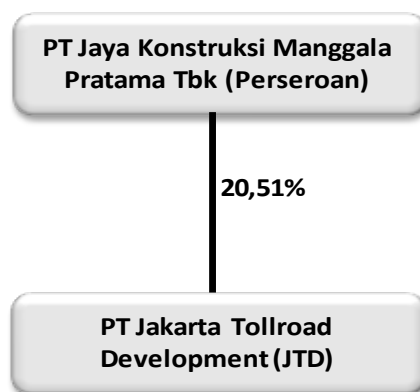 PT Jaya Konstruksi Manggala
Pratama Tbk (Perseroan)
20,51%
PT Jakarta Tollroad
Development (JTD)